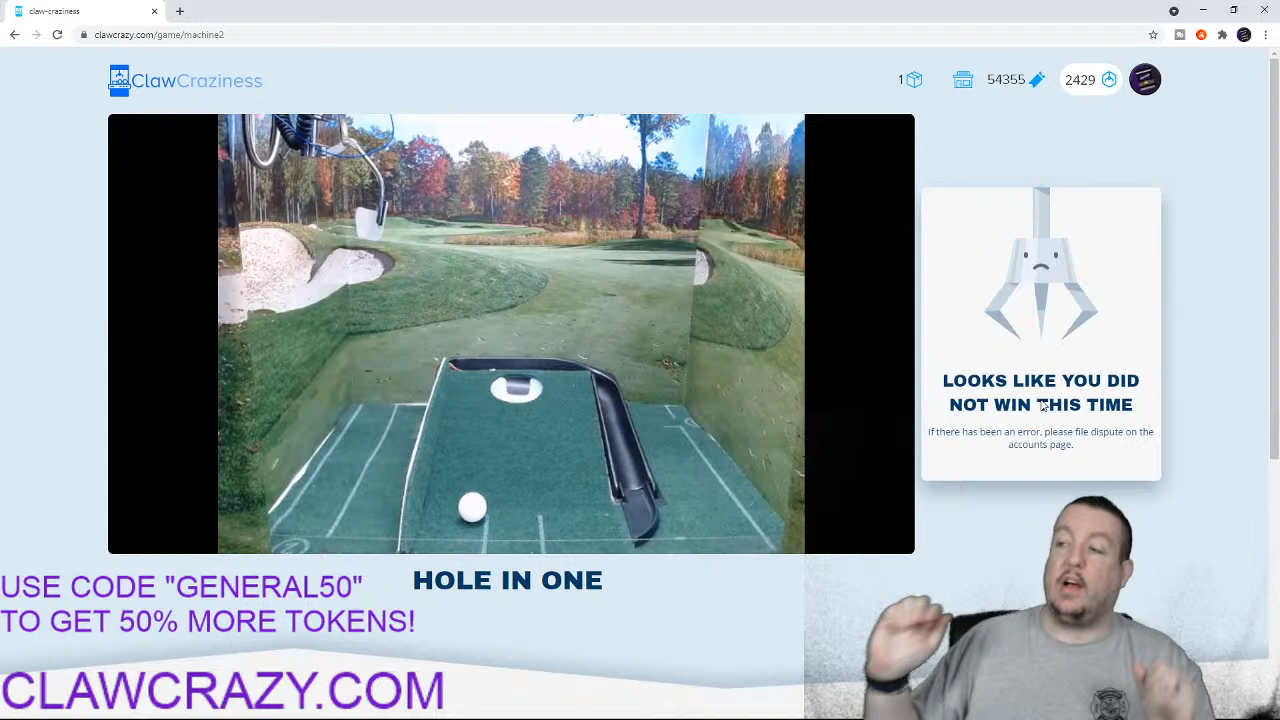 claw-craziness
clawcrazy.com/game/machine2
ClawCraziness
1
54355
2429
LOOKS LIKE YOU DID
NOT WIN THIS TIME
If there has been an error, please file dispute on the
accounts page.
HOLE IN ONE
USE CODE "GENERAL50"
TO GET 50% MORE TOKENS!
CLAWCRAZY.COM